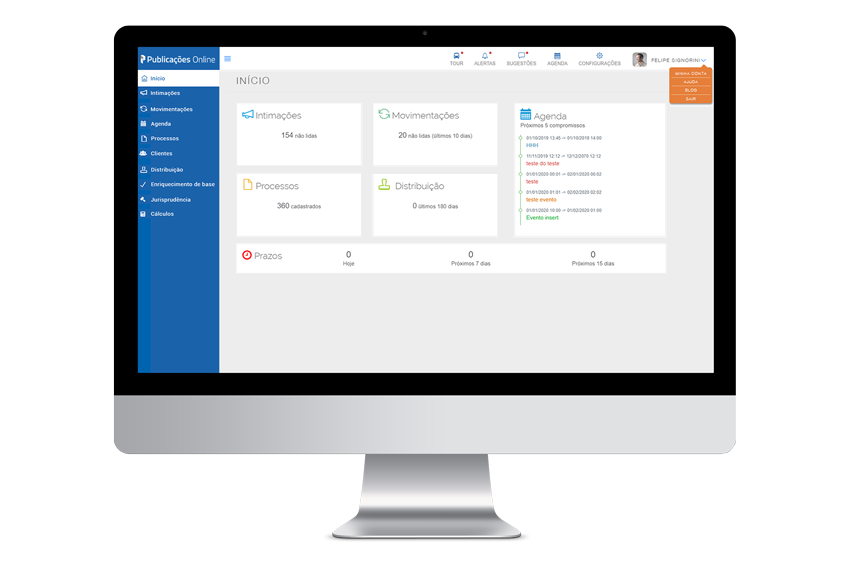 Publicações Online
TOUR
ALERTAS
SUGESTÕES
AGENDA
CONFIGURAÇÕES
FELIPE SIGNORINI
MINHA CONTA
AJUDA
BLOG
SAIR
Início
Intimações
Movimentações
Agenda
Processos
Clientes
Distribuição
Enriquecimento de base
Jurisprudência
Cálculos
INÍCIO
Intimações
154 não lidas
Movimentações
20 não lidas (últimos 10 dias)
Agenda
Próximos 5 compromissos
01/10/2019 13:45 -> 01/10/2019 14:00
HHH
11/11/2019 12:12 -> 12/12/2019 12:12
teste do teste
01/01/2020 00:01 -> 02/01/2020 00:02
teste
01/01/2020 01:01 -> 02/02/2020 02:02
teste evento
01/01/2020 10:00 -> 01/02/2020 01:00
Evento insert
Processos
360 cadastrados
Distribuição
0 últimos 180 dias
Prazos
0
Hoje
0
Próximos 7 dias
0
Próximos 15 dias